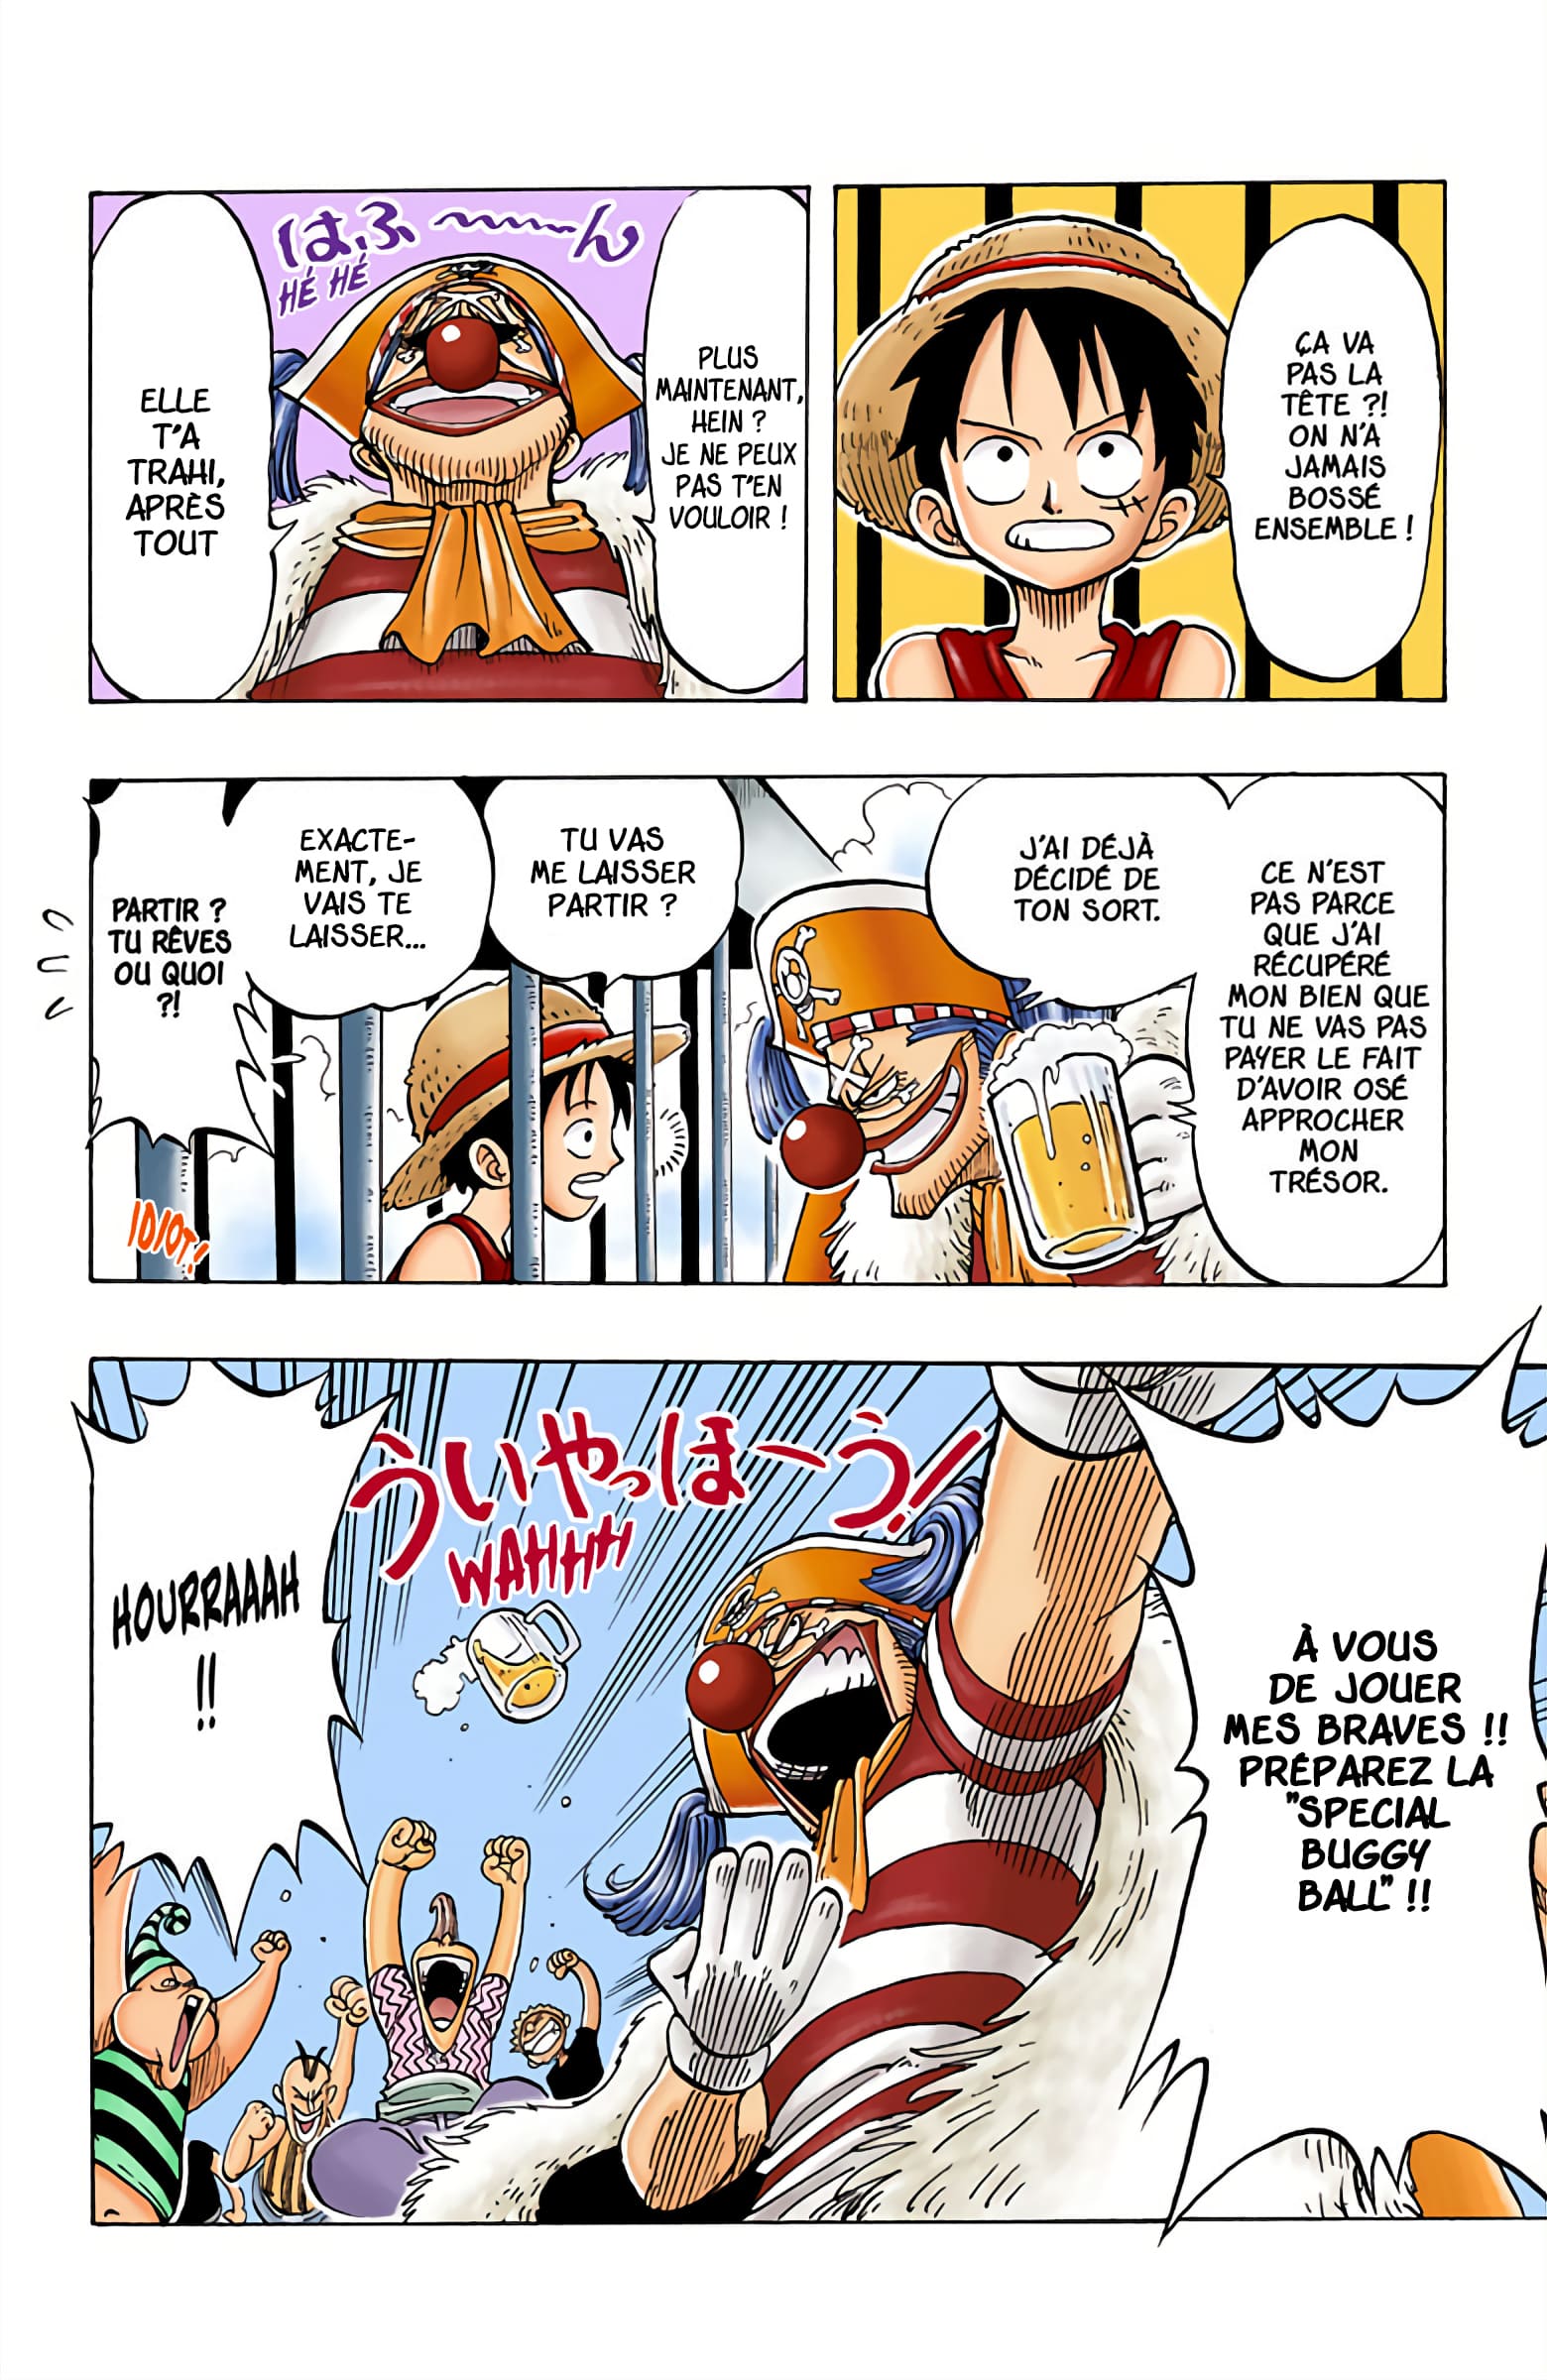 ÇA VA
PAS LA
TÊTE ?!
ON N'A
JAMAIS
BOSSÉ
ENSEMBLE !
PLUS
MAINTENANT,
HEIN ?
JE NE PEUX
PAS T'EN
VOULOIR !
はふ〜〜〜ん
HÉ HÉ
ELLE
T'A
TRAHI,
APRÈS
TOUT
CE N'EST
PAS PARCE
QUE J'AI
RÉCUPÉRÉ
MON BIEN QUE
TU NE VAS PAS
PAYER LE FAIT
D'AVOIR OSÉ
APPROCHER
MON
TRÉSOR.
J'AI DÉJÀ
DÉCIDÉ DE
TON SORT.
TU VAS
ME LAISSER
PARTIR ?
EXACTE-
MENT, JE
VAIS TE
LAISSER...
PARTIR ?
TU RÊVES
OU QUOI
?!
IDIOT!
À VOUS
DE JOUER
MES BRAVES !!
PRÉPAREZ LA
"SPECIAL
BUGGY
BALL" !!
ういやっほーう!
WAHHH
HOURRAAAH
!!